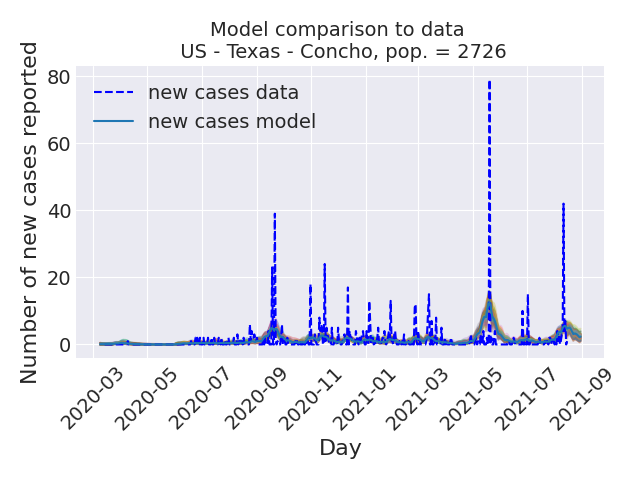 Model comparison to data
US - Texas - Concho, pop. = 2726
Number of new cases reported
80
60
40
20
0
new cases data
new cases model
2020-03
2020-05
2020-07
2020-09
2020-11
2021-01
2021-03
2021-05
2021-07
2021-09
Day